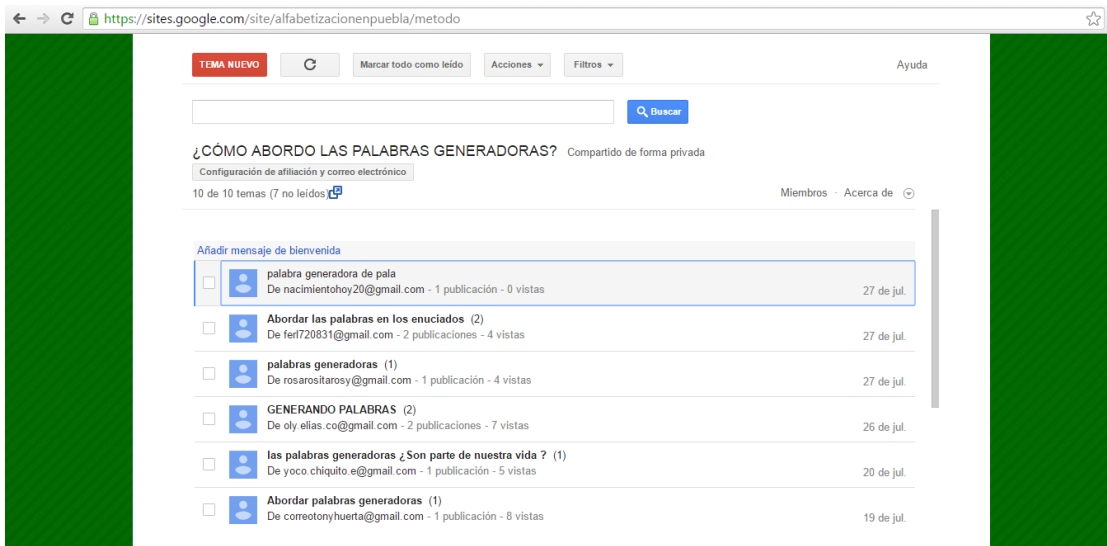 https://sites.google.com/site/alfabetizacionenpuebla/metodo
TEMA NUEVO Marcar todo como leído Acciones Filtros Ayuda
Buscar
¿CÓMO ABORDO LAS PALABRAS GENERADORAS? Compartido de forma privada
Configuración de afiliación y correo electrónico
10 de 10 temas (7 no leídos) Miembros · Acerca de
Añadir mensaje de bienvenida
palabra generadora de pala
De nacimientohoy20@gmail.com - 1 publicación - 0 vistas 27 de jul.
Abordar las palabras en los enuciados (2)
De ferl720831@gmail.com - 2 publicaciones - 4 vistas 27 de jul.
palabras generadoras (1)
De rosarositarosy@gmail.com - 1 publicación - 4 vistas 27 de jul.
GENERANDO PALABRAS (2)
De oly.elias.co@gmail.com - 2 publicaciones - 7 vistas 26 de jul.
las palabras generadoras ¿Son parte de nuestra vida ? (1)
De yoco.chiquito.e@gmail.com - 1 publicación - 5 vistas 20 de jul.
Abordar palabras generadoras (1)
De correotonyhuerta@gmail.com - 1 publicación - 8 vistas 19 de jul.